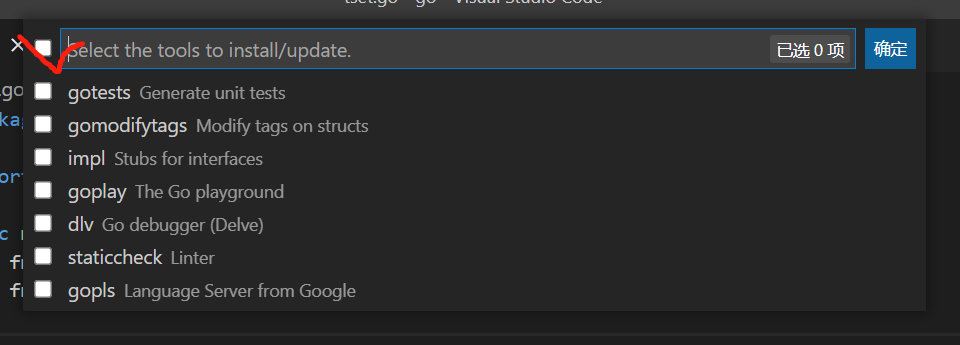 tset.go - go - Visual Studio Code
Select the tools to install/update.
已选 0 项
确定
gotests Generate unit tests
gomodifytags Modify tags on structs
impl Stubs for interfaces
goplay The Go playground
dlv Go debugger (Delve)
staticcheck Linter
gopls Language Server from Google